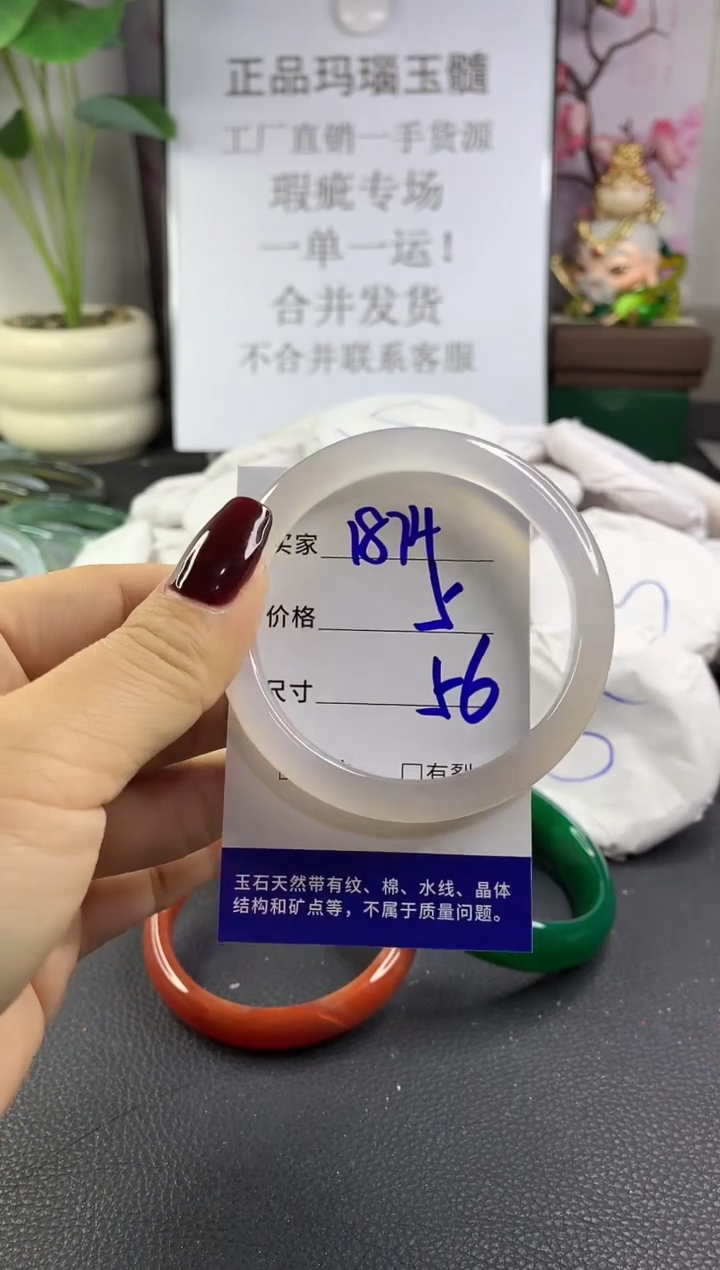 正品玛瑙玉髓
工厂直销一手货源
瑕疵专场
一单一运!
合并发货
不合并联系客服
买家 1874
价格 5
尺寸 56
□有裂
玉石天然带有纹、棉、水线、晶体
结构和矿点等，不属于质量问题。